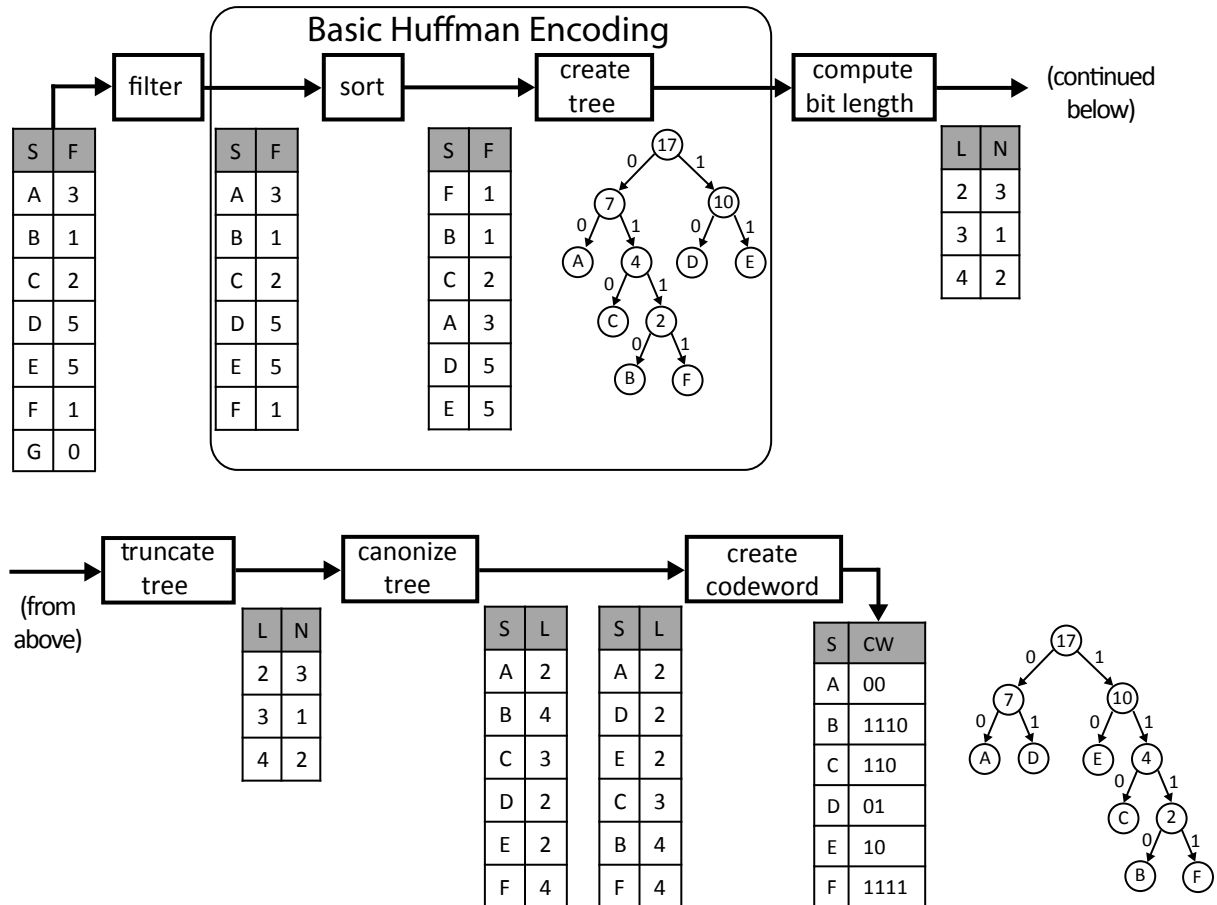 Basic Huffman Encoding
filter
sort
create
tree
compute
bit length
(continued
below)
S F
A 3
B 1
C 2
D 5
E 5
F 1
G 0
S F
A 3
B 1
C 2
D 5
E 5
F 1
S F
F 1
B 1
C 2
A 3
D 5
E 5
17
0 1
7 10
0 1 0 1
A 4 D E
0 1
C 2
0 1
B F
L N
2 3
3 1
4 2
(from
above)
truncate
tree
canonize
tree
create
codeword
L N
2 3
3 1
4 2
S L
A 2
B 4
C 3
D 2
E 2
F 4
S L
A 2
D 2
E 2
C 3
B 4
F 4
S CW
A 00
B 1110
C 110
D 01
E 10
F 1111
17
0 1
7 10
0 1 0 1
A D E 4
0 1
C 2
0 1
B F